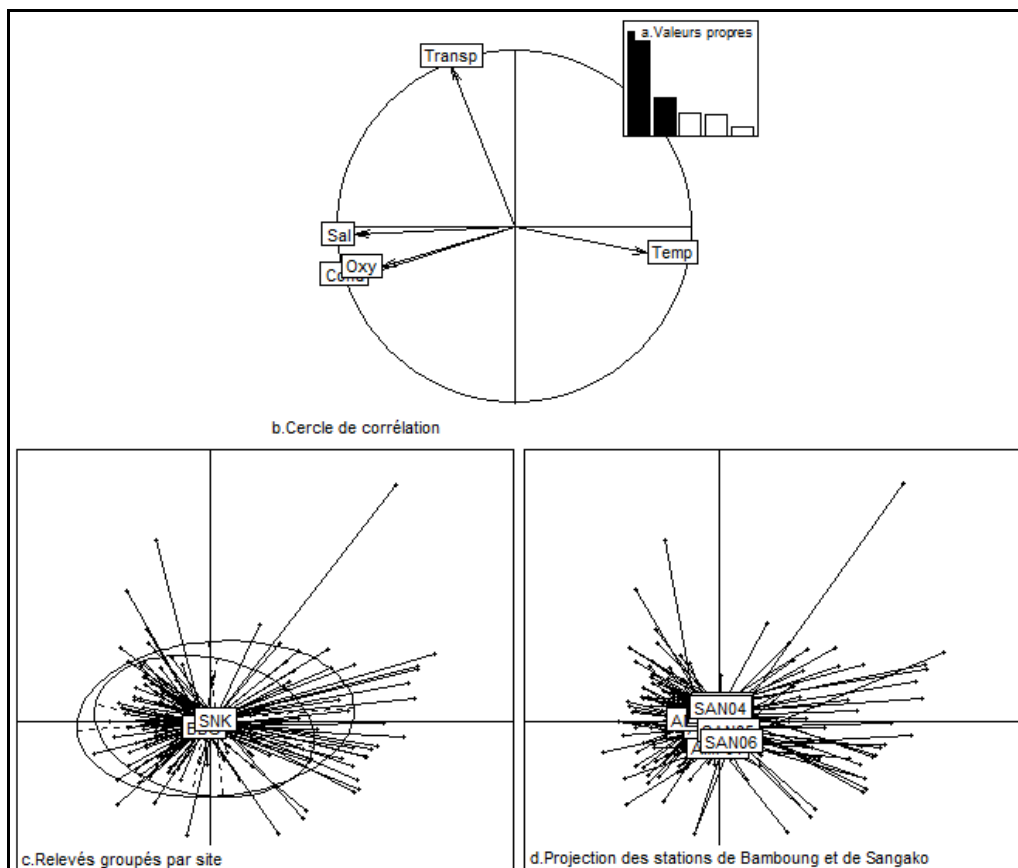 a.Valeurs propres
Transp
Sal
Oxy
Temp
b.Cercle de corrélation
SNK
SAN04
SAN06
c.Relevés groupés par site
d.Projection des stations de Bamboung et de Sangako